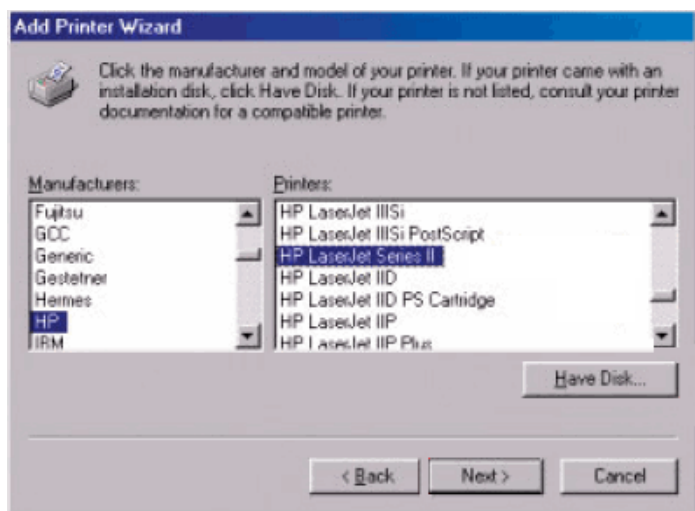 Add Printer Wizard
Click the manufacturer and model of your printer. If your printer came with an
installation disk, click Have Disk. If your printer is not listed, consult your printer
documentation for a compatible printer.
Manufacturers:
Fujitsu
GCC
Generic
Gestetner
Hermes
HP
IBM
Printers:
HP LaserJet IIISi
HP LaserJet IIISi PostScript
HP LaserJet Series II
HP LaserJet IID
HP LaserJet IID PS Cartridge
HP LaserJet IIP
HP LaserJet IIP Plus
Have Disk...
< Back
Next >
Cancel